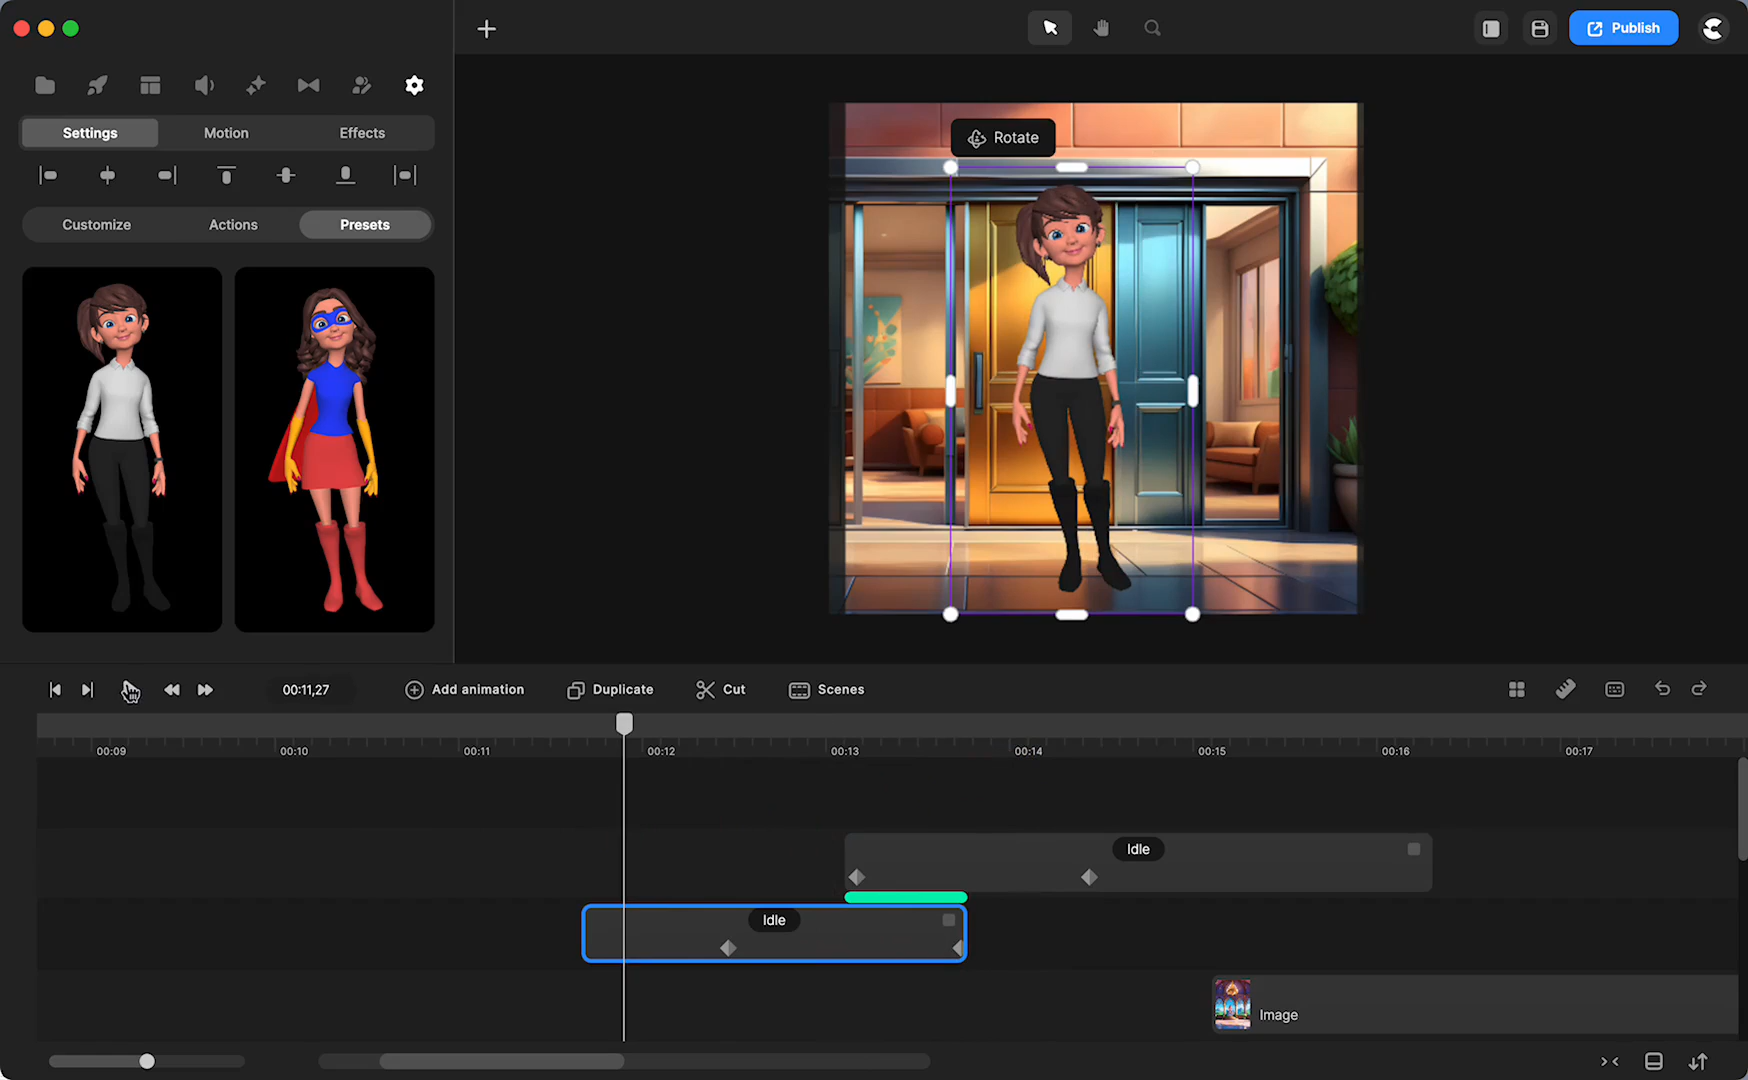 Publish
Settings
Motion
Effects
Customize
Actions
Presets
Rotate
00:11,27
Add animation
Duplicate
Cut
Scenes
00:09
00:10
00:11
00:12
00:13
00:14
00:15
00:16
00:17
Idle
Idle
Image